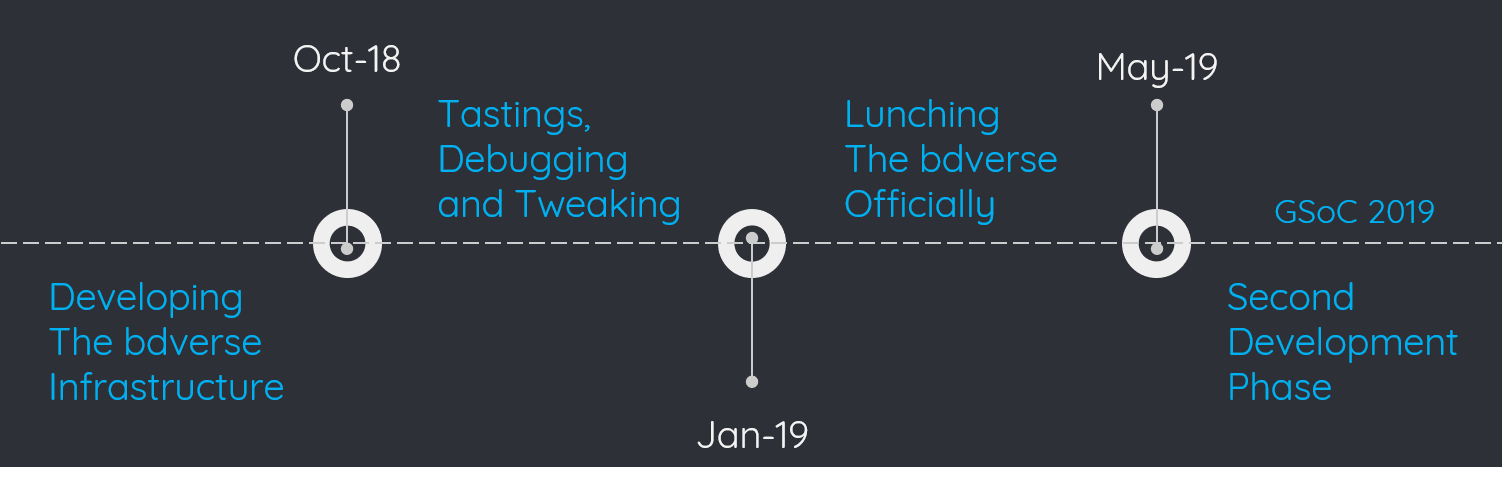 Oct-18
May-19
Tastings,
Debugging
and Tweaking
Lunching
The bdverse
Officially
GSoC 2019
Developing
The bdverse
Infrastructure
Second
Development
Phase
Jan-19